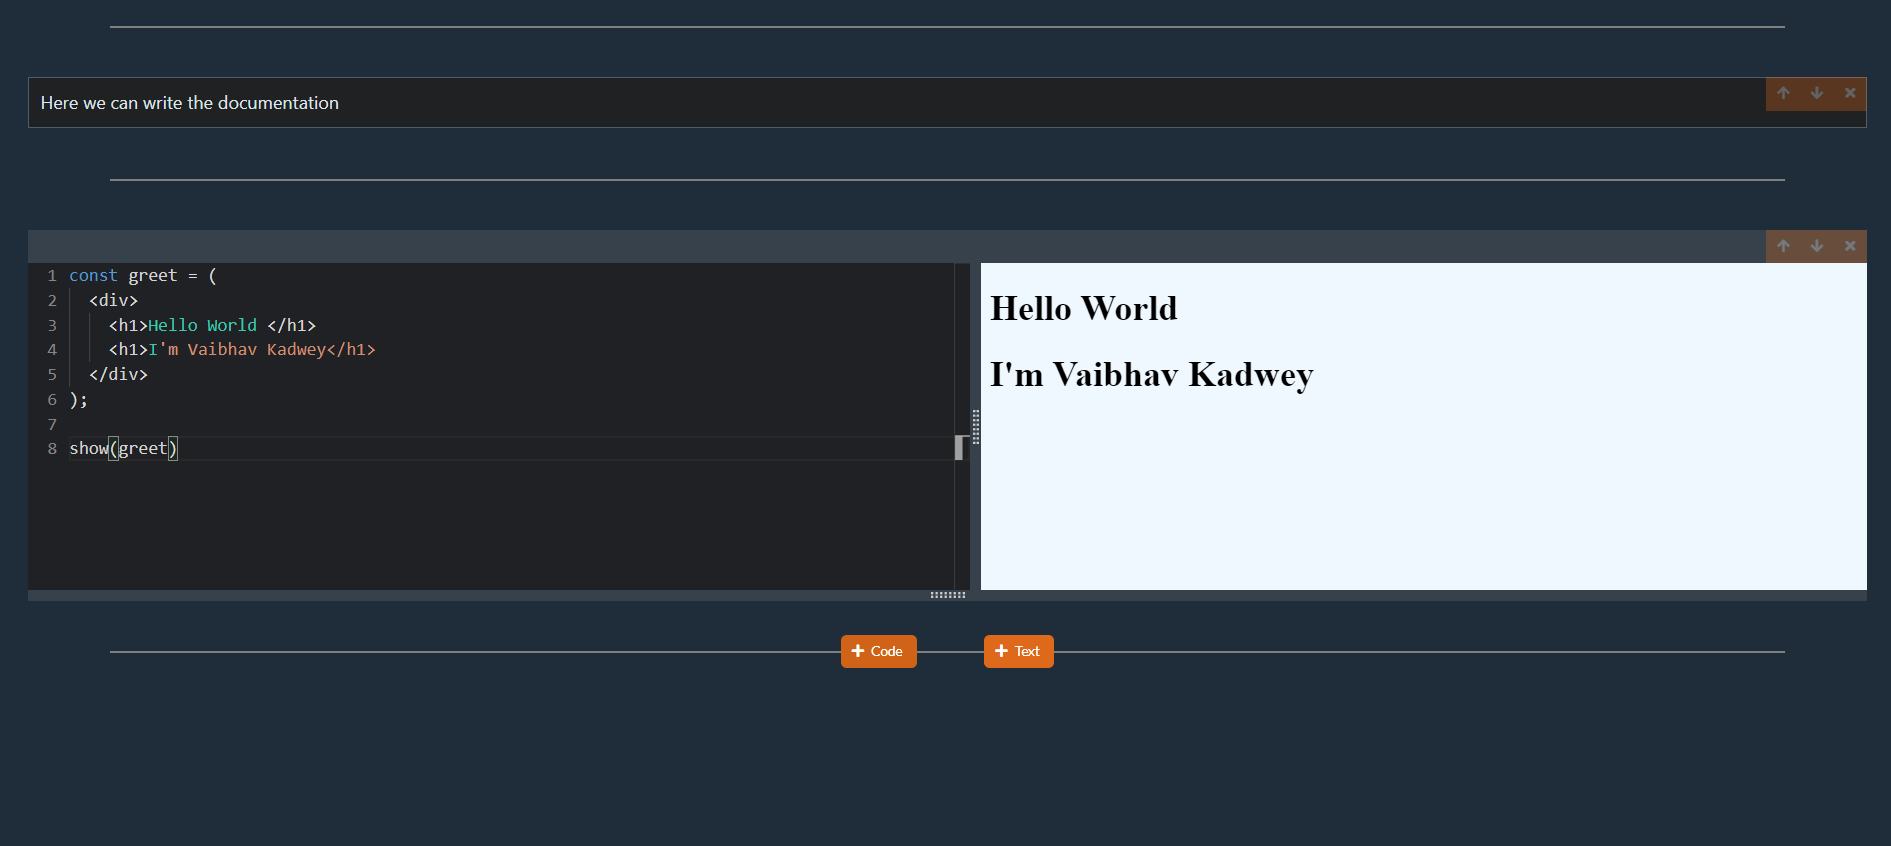 Here we can write the documentation
1 const greet = (
2 <div>
3 <h1>Hello World </h1>
4 <h1>I'm Vaibhav Kadwey</h1>
5 </div>
6 );
7
8 show(greet)
Hello World
I'm Vaibhav Kadwey
+ Code
+ Text